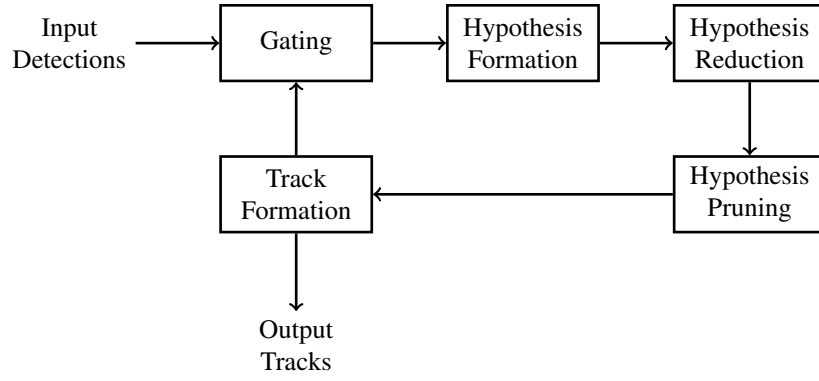 Input
Detections
Gating
Hypothesis
Formation
Hypothesis
Reduction
Track
Formation
Hypothesis
Pruning
Output
Tracks